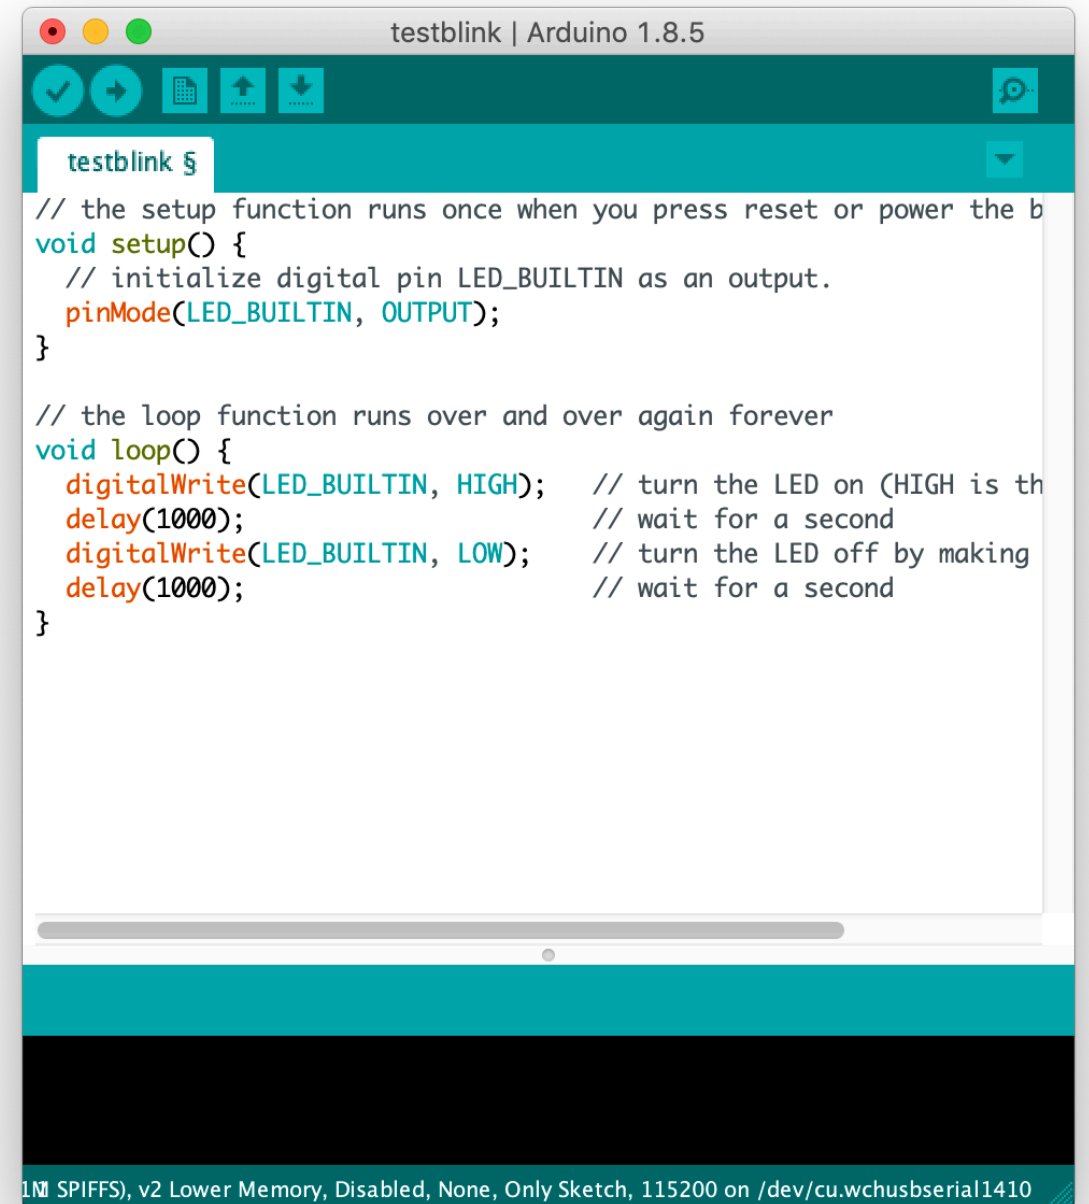 testblink | Arduino 1.8.5
testblink §
// the setup function runs once when you press reset or power the b
void setup() {
  // initialize digital pin LED_BUILTIN as an output.
  pinMode(LED_BUILTIN, OUTPUT);
}
// the loop function runs over and over again forever
void loop() {
  digitalWrite(LED_BUILTIN, HIGH);   // turn the LED on (HIGH is th
  delay(1000);                       // wait for a second
  digitalWrite(LED_BUILTIN, LOW);    // turn the LED off by making
  delay(1000);                       // wait for a second
}
SPIFFS), v2 Lower Memory, Disabled, None, Only Sketch, 115200 on /dev/cu.wchusbserial1410